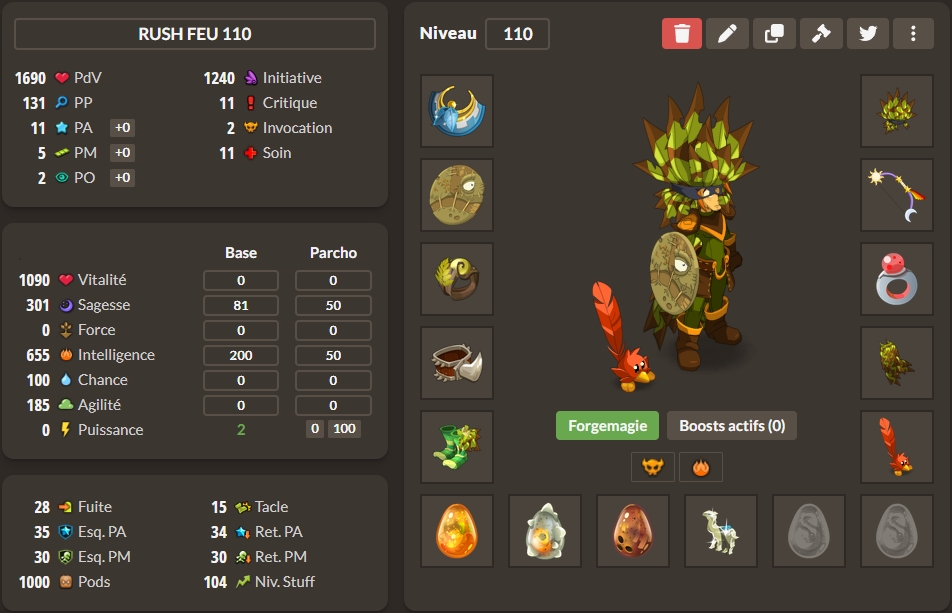 RUSH FEU 110
1690 PdV
1240 Initiative
131 PP
11 Critique
11 PA +0
2 Invocation
5 PM +0
11 Soin
2 PO +0
Base Parcho
1090 Vitalité 0 0
301 Sagesse 81 50
0 Force 0 0
655 Intelligence 200 50
100 Chance 0 0
185 Agilité 0 0
0 Puissance 2 0 100
28 Fuite 15 Tacle
35 Esq. PA 34 Ret. PA
30 Esq. PM 30 Ret. PM
1000 Pods 104 Niv. Stuff
Niveau 110
Forgemagie Boosts actifs (0)